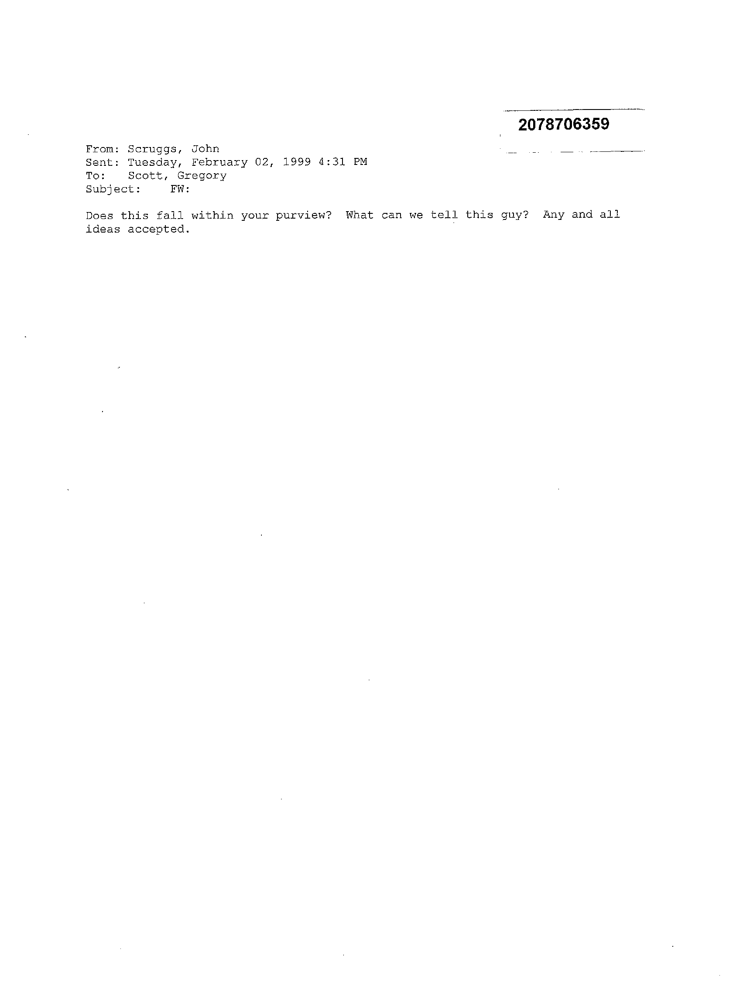 2078706359
From: Scruggs, John
Sent: Tuesday, February 02, 1999 4:31 PM
To: Scott, Gregory
Subject: FW:
Does this fall within your purview? What can we tell this guy? Any and all
ideas accepted.